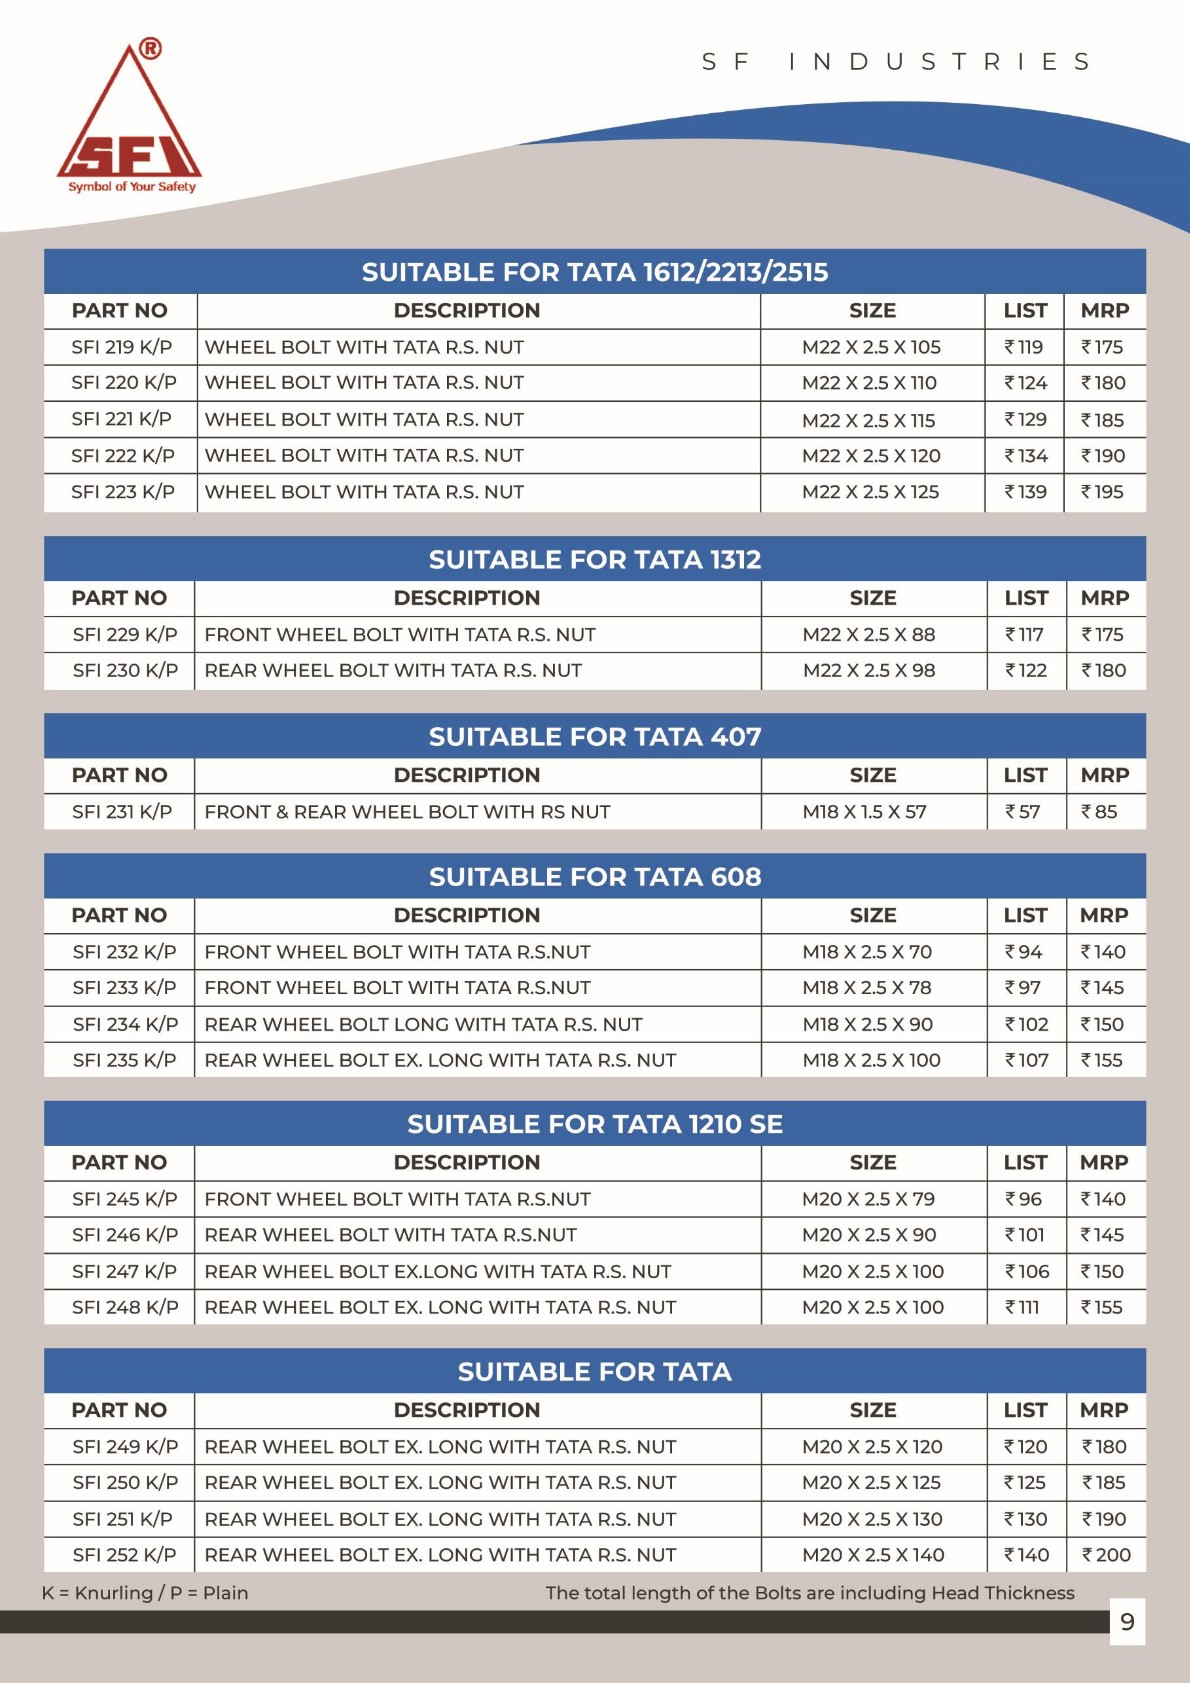 ®
SFI
Symbol of Your Safety
SF INDUSTRIES
SUITABLE FOR TATA 1612/2213/2515
PART NO DESCRIPTION SIZE LIST MRP
SFI 219 K/P WHEEL BOLT WITH TATA R.S. NUT M22 X 2.5 X 105 ₹119 ₹175
SFI 220 K/P WHEEL BOLT WITH TATA R.S. NUT M22 X 2.5 X 110 ₹124 ₹180
SFI 221 K/P WHEEL BOLT WITH TATA R.S. NUT M22 X 2.5 X 115 ₹129 ₹185
SFI 222 K/P WHEEL BOLT WITH TATA R.S. NUT M22 X 2.5 X 120 ₹134 ₹190
SFI 223 K/P WHEEL BOLT WITH TATA R.S. NUT M22 X 2.5 X 125 ₹139 ₹195
SUITABLE FOR TATA 1312
PART NO DESCRIPTION SIZE LIST MRP
SFI 229 K/P FRONT WHEEL BOLT WITH TATA R.S. NUT M22 X 2.5 X 88 ₹117 ₹175
SFI 230 K/P REAR WHEEL BOLT WITH TATA R.S. NUT M22 X 2.5 X 98 ₹122 ₹180
SUITABLE FOR TATA 407
PART NO DESCRIPTION SIZE LIST MRP
SFI 231 K/P FRONT & REAR WHEEL BOLT WITH RS NUT M18 X 1.5 X 57 ₹57 ₹85
SUITABLE FOR TATA 608
PART NO DESCRIPTION SIZE LIST MRP
SFI 232 K/P FRONT WHEEL BOLT WITH TATA R.S.NUT M18 X 2.5 X 70 ₹94 ₹140
SFI 233 K/P FRONT WHEEL BOLT WITH TATA R.S.NUT M18 X 2.5 X 78 ₹97 ₹145
SFI 234 K/P REAR WHEEL BOLT LONG WITH TATA R.S. NUT M18 X 2.5 X 90 ₹102 ₹150
SFI 235 K/P REAR WHEEL BOLT EX. LONG WITH TATA R.S. NUT M18 X 2.5 X 100 ₹107 ₹155
SUITABLE FOR TATA 1210 SE
PART NO DESCRIPTION SIZE LIST MRP
SFI 245 K/P FRONT WHEEL BOLT WITH TATA R.S.NUT M20 X 2.5 X 79 ₹96 ₹140
SFI 246 K/P REAR WHEEL BOLT WITH TATA R.S.NUT M20 X 2.5 X 90 ₹101 ₹145
SFI 247 K/P REAR WHEEL BOLT EX.LONG WITH TATA R.S. NUT M20 X 2.5 X 100 ₹106 ₹150
SFI 248 K/P REAR WHEEL BOLT EX. LONG WITH TATA R.S. NUT M20 X 2.5 X 100 ₹111 ₹155
SUITABLE FOR TATA
PART NO DESCRIPTION SIZE LIST MRP
SFI 249 K/P REAR WHEEL BOLT EX. LONG WITH TATA R.S. NUT M20 X 2.5 X 120 ₹120 ₹180
SFI 250 K/P REAR WHEEL BOLT EX. LONG WITH TATA R.S. NUT M20 X 2.5 X 125 ₹125 ₹185
SFI 251 K/P REAR WHEEL BOLT EX. LONG WITH TATA R.S. NUT M20 X 2.5 X 130 ₹130 ₹190
SFI 252 K/P REAR WHEEL BOLT EX. LONG WITH TATA R.S. NUT M20 X 2.5 X 140 ₹140 ₹200
K = Knurling / P = Plain The total length of the Bolts are including Head Thickness
9